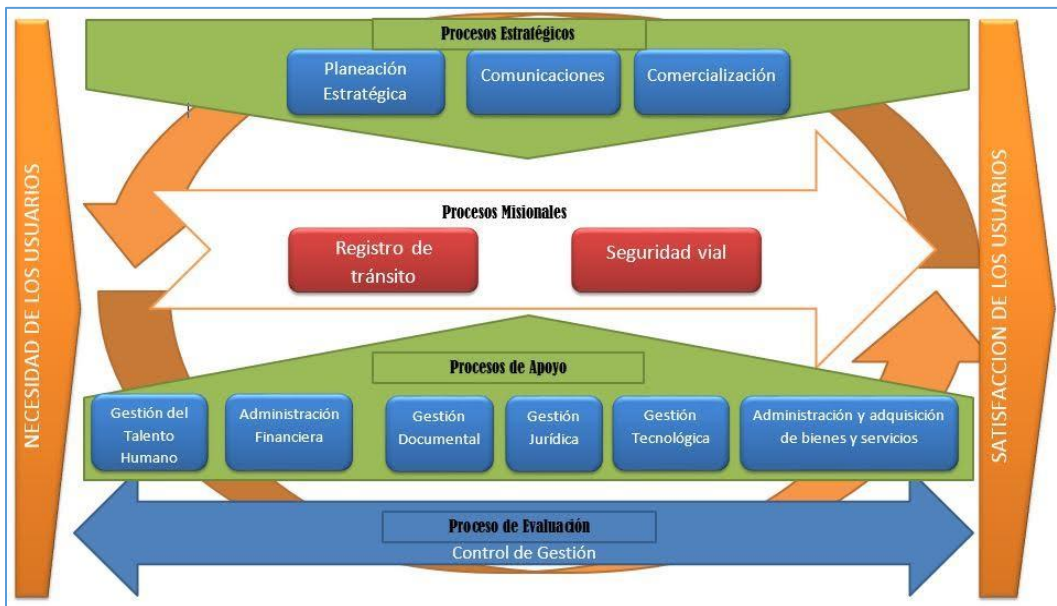 Procesos Estratégicos
Planeación
Estratégica
Comunicaciones
Comercialización
NECESIDAD DE LOS USUARIOS
Procesos Misionales
Registro de
tránsito
Seguridad vial
SATISFACCION DE LOS USUARIOS
Procesos de Apoyo
Gestión del
Talento
Humano
Administración
Financiera
Gestión
Documental
Gestión
Jurídica
Gestión
Tecnológica
Administración y adquisición
de bienes y servicios
Proceso de Evaluación
Control de Gestión